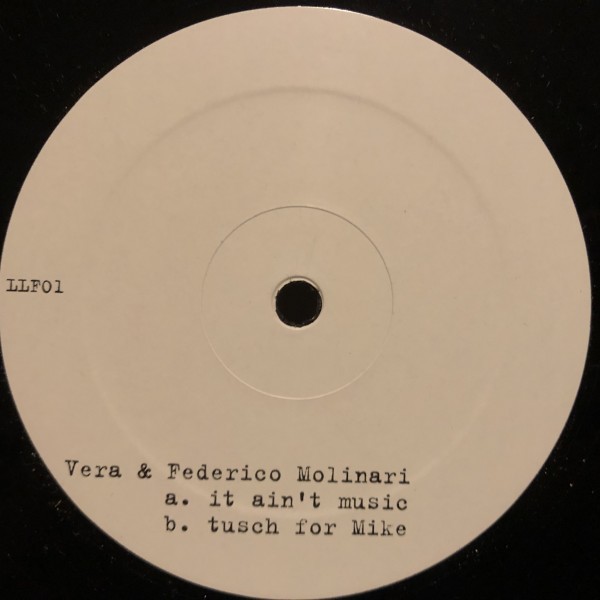 LLF01
Vera & Federico Molinari
a. it ain't music
b. tusch for Mike